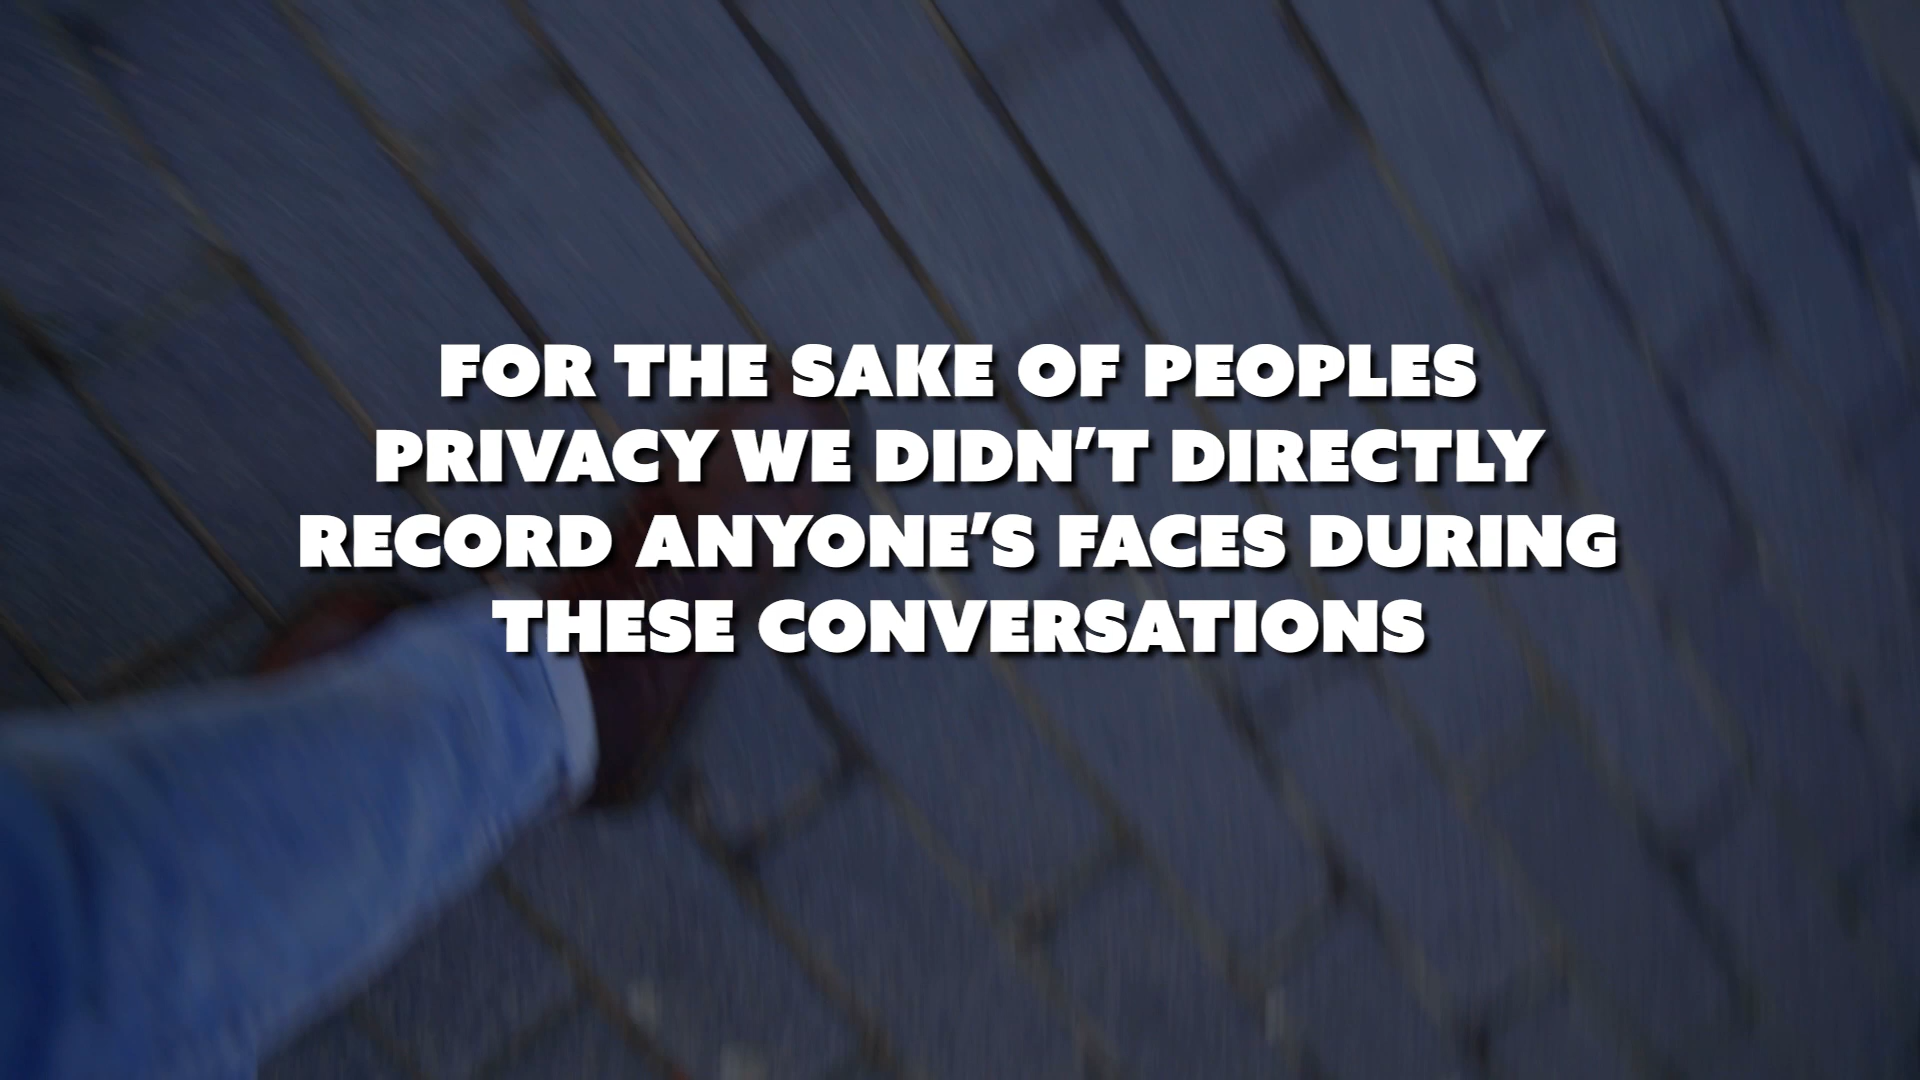 FOR THE SAKE OF PEOPLES
PRIVACY WE DIDN'T DIRECTLY
RECORD ANYONE'S FACES DURING
THESE CONVERSATIONS